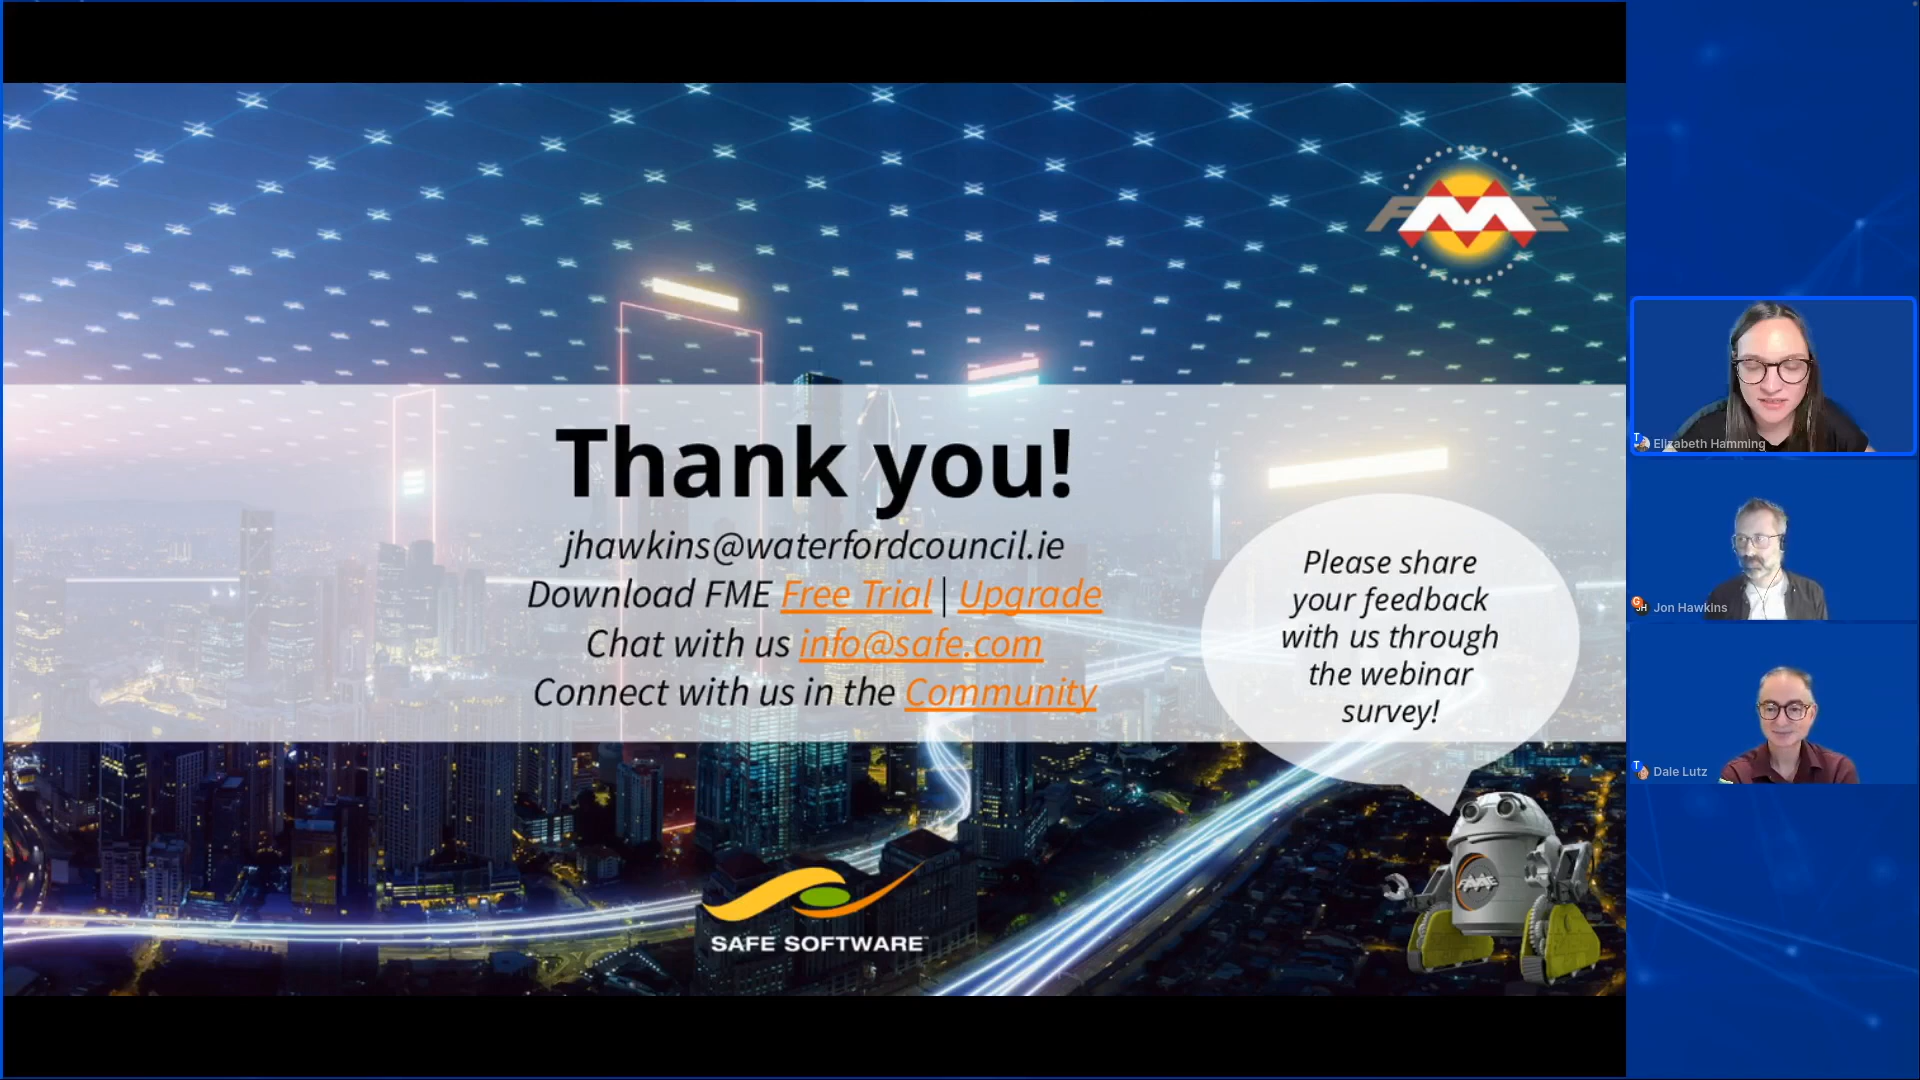 FME
Thank you!
jhawkins@waterfordcouncil.ie
Download FME Free Trial | Upgrade
Chat with us info@safe.com
Connect with us in the Community
Please share
your feedback
with us through
the webinar
survey!
FME
SAFE SOFTWARE
Elizabeth Hamming
JH Jon Hawkins
Dale Lutz